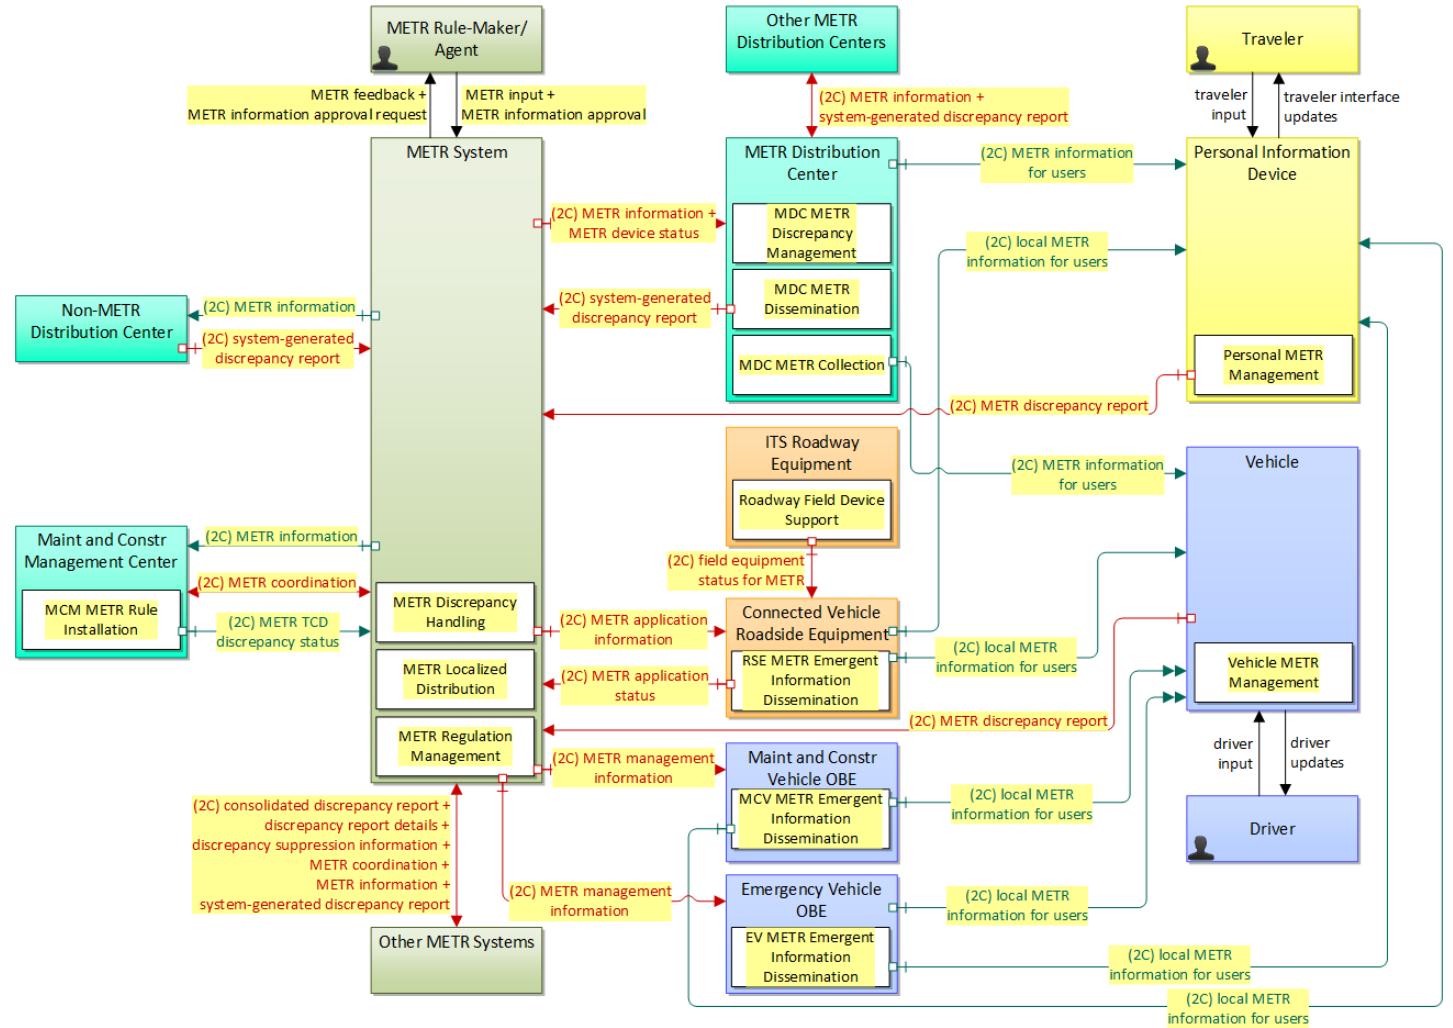 METR Rule-Maker/
Agent
Other METR
Distribution Centers
Traveler
METR feedback +
METR information approval request
METR input +
METR information approval
(2C) METR information +
system-generated discrepancy report
traveler
input
traveler interface
updates
METR System
METR Distribution
Center
(2C) METR information
for users
Personal Information
Device
(2C) METR information +
METR device status
MDC METR
Discrepancy
Management
(2C) local METR
information for users
Non-METR
Distribution Center
(2C) METR information
(2C) system-generated
discrepancy report
(2C) system-generated
discrepancy report
MDC METR
Dissemination
MDC METR Collection
Personal METR
Management
(2C) METR discrepancy report
ITS Roadway
Equipment
Roadway Field Device
Support
(2C) METR information
for users
Vehicle
Maint and Constr
Management Center
(2C) METR information
(2C) METR coordination
MCM METR Rule
Installation
(2C) METR TCD
discrepancy status
(2C) field equipment
status for METR
METR Discrepancy
Handling
(2C) METR application
information
Connected Vehicle
Roadside Equipment
METR Localized
Distribution
(2C) METR application
status
RSE METR Emergent
Information
Dissemination
(2C) local METR
information for users
Vehicle METR
Management
(2C) METR discrepancy report
METR Regulation
Management
(2C) METR management
information
Maint and Constr
Vehicle OBE
MCV METR Emergent
Information
Dissemination
(2C) local METR
information for users
driver
input
driver
updates
Driver
(2C) consolidated discrepancy report +
discrepancy report details +
discrepancy suppression information +
METR coordination +
METR information +
system-generated discrepancy report
(2C) METR management
information
Emergency Vehicle
OBE
(2C) local METR
information for users
Other METR Systems
EV METR Emergent
Information
Dissemination
(2C) local METR
information for users
(2C) local METR
information for users